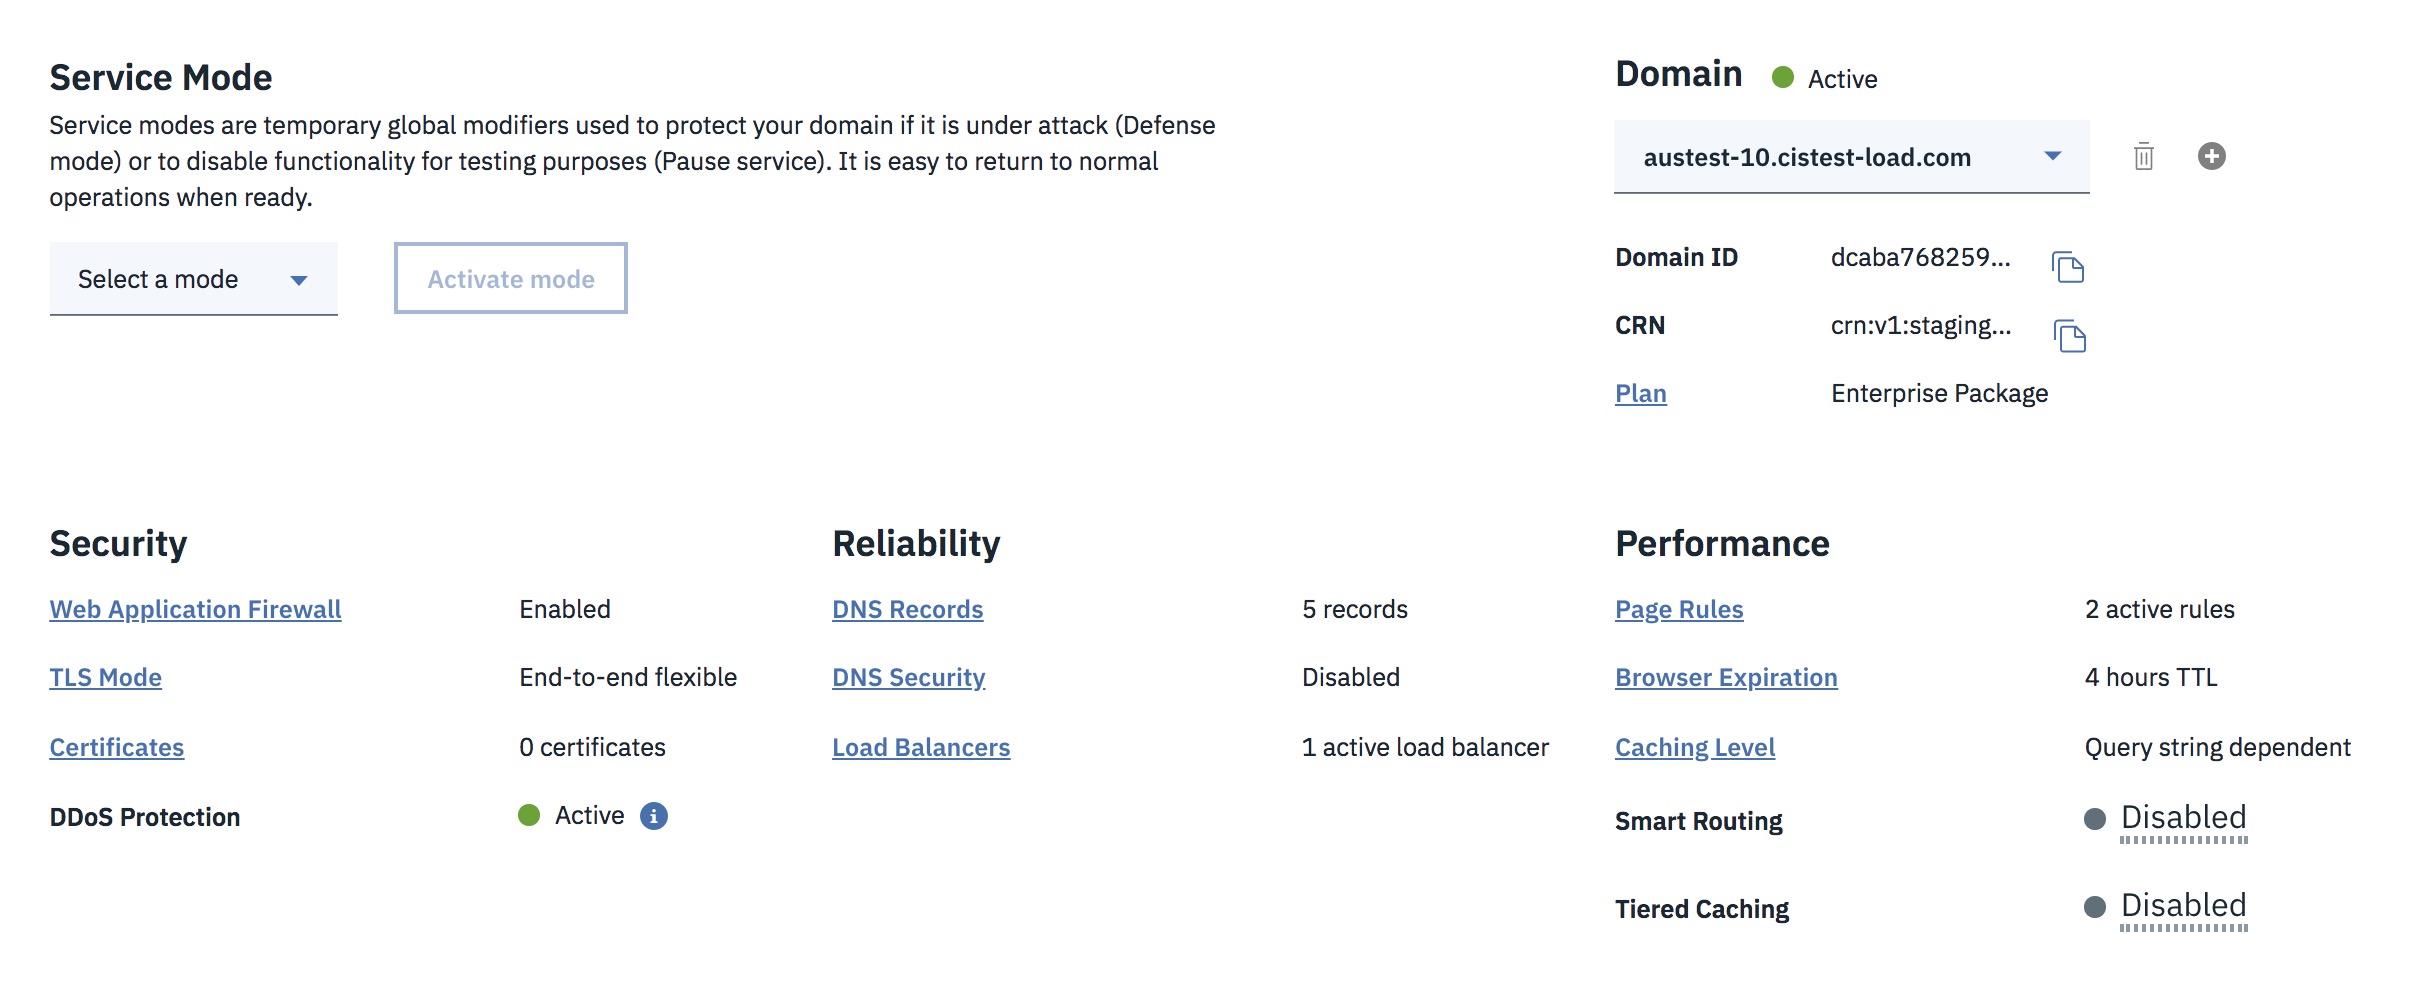 Service Mode
Service modes are temporary global modifiers used to protect your domain if it is under attack (Defense
mode) or to disable functionality for testing purposes (Pause service). It is easy to return to normal
operations when ready.
Select a mode
Activate mode
Domain
Active
austest-10.cistest-load.com
Domain ID
dcaba768259...
CRN
crn:v1:staging...
Plan
Enterprise Package
Security
Web Application Firewall
Enabled
TLS Mode
End-to-end flexible
Certificates
0 certificates
DDoS Protection
Active
Reliability
DNS Records
5 records
DNS Security
Disabled
Load Balancers
1 active load balancer
Performance
Page Rules
2 active rules
Browser Expiration
4 hours TTL
Caching Level
Query string dependent
Smart Routing
Disabled
Tiered Caching
Disabled